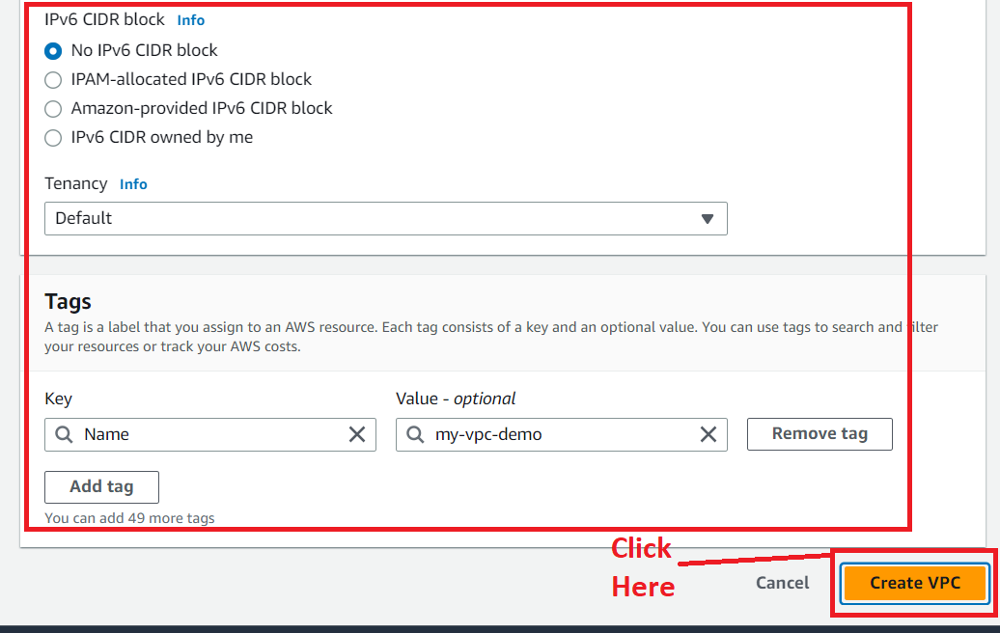 IPv6 CIDR block Info
No IPv6 CIDR block
IPAM-allocated IPv6 CIDR block
Amazon-provided IPv6 CIDR block
IPv6 CIDR owned by me
Tenancy Info
Default
Tags
A tag is a label that you assign to an AWS resource. Each tag consists of a key and an optional value. You can use tags to search and filter
your resources or track your AWS costs.
Key Value - optional
Name my-vpc-demo Remove tag
Add tag
You can add 49 more tags
Click
Here
Cancel Create VPC